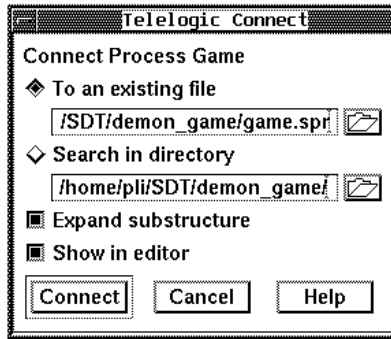 Telelogic Connect
Connect Process Game
To an existing file
/SDT/demon_game/game.spr
Search in directory
/home/pli/SDT/demon_game/
Expand substructure
Show in editor
Connect Cancel Help